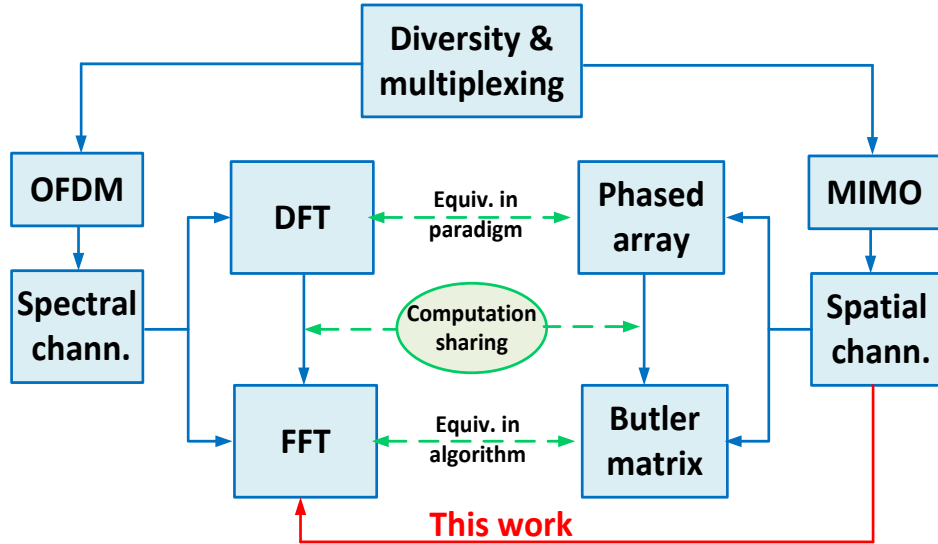 Diversity &
multiplexing
OFDM
MIMO
DFT
Equiv. in
paradigm
Phased
array
Spectral
chann.
Computation
sharing
Spatial
chann.
FFT
Equiv. in
algorithm
Butler
matrix
This work